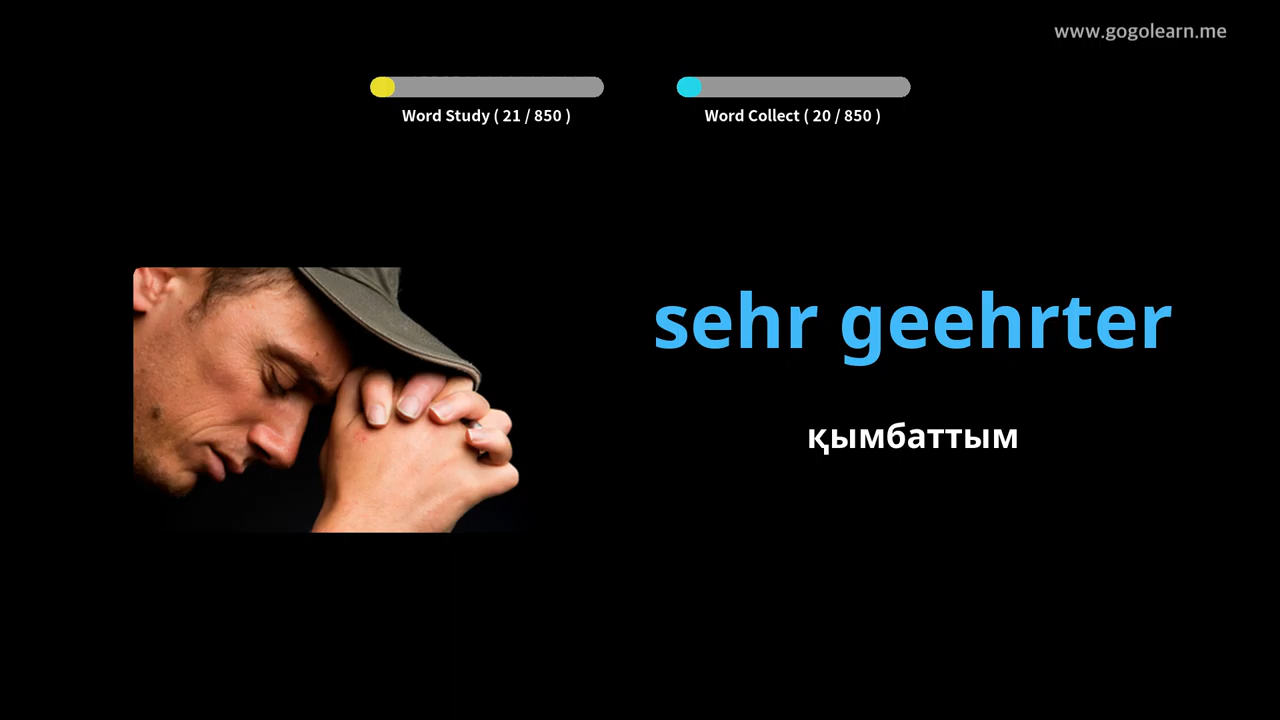 www.gogolearn.me
Word Study ( 21 / 850 )
Word Collect ( 20 / 850 )
sehr geehrter
қымбаттым